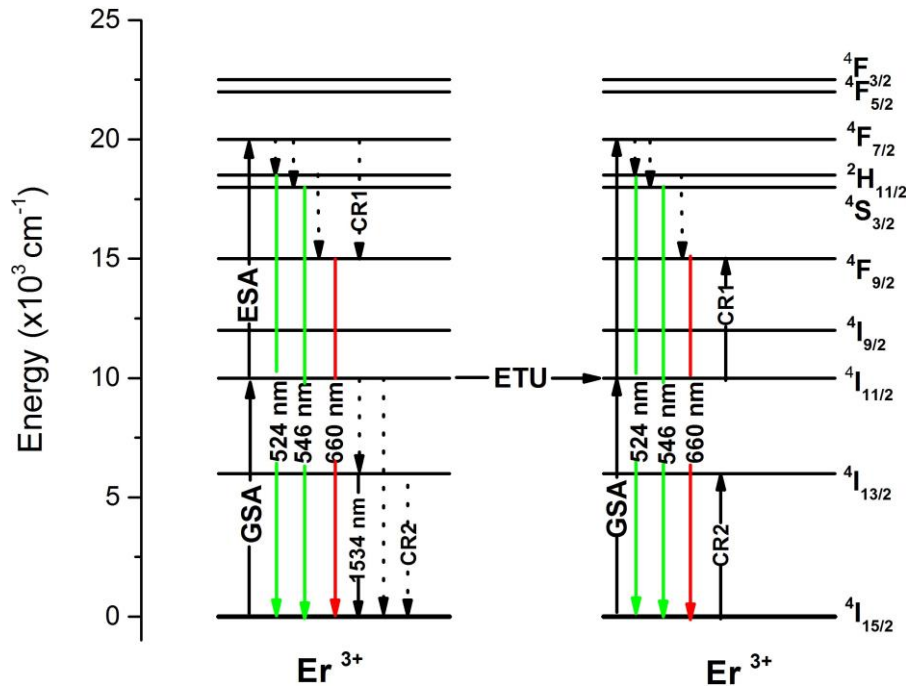 Energy (x10³ cm⁻¹)
25
20
15
10
5
0
ESA
GSA
524 nm
546 nm
660 nm
CR1
1534 nm
CR2
ETU
GSA
524 nm
546 nm
660 nm
CR1
CR2
⁴F₃/₂
⁴F₅/₂
⁴F₇/₂
²H₁₁/₂
⁴S₃/₂
⁴F₉/₂
⁴I₉/₂
⁴I₁₁/₂
⁴I₁₃/₂
⁴I₁₅/₂
Er ³⁺
Er ³⁺